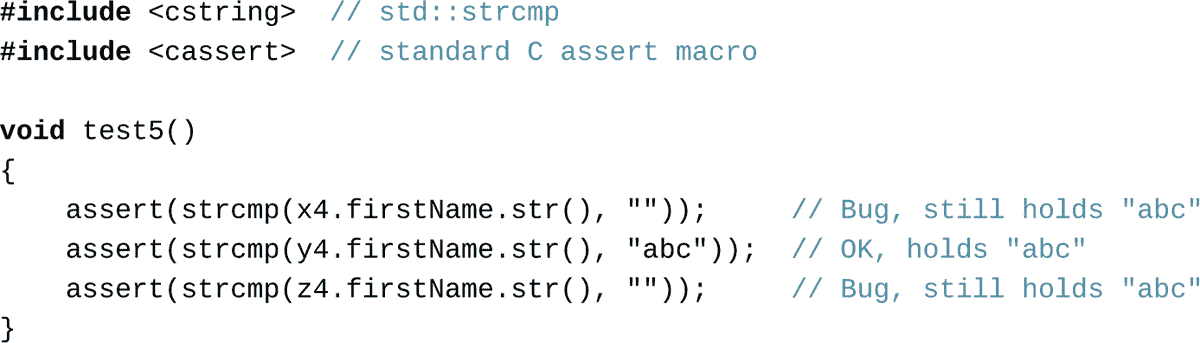 #include <cstring>  // std::strcmp
#include <cassert>  // standard C assert macro

void test5()
{
    assert(strcmp(x4.firstName.str(), ""));     // Bug, still holds "abc"
    assert(strcmp(y4.firstName.str(), "abc"));  // OK, holds "abc"
    assert(strcmp(z4.firstName.str(), ""));     // Bug, still holds "abc"
}